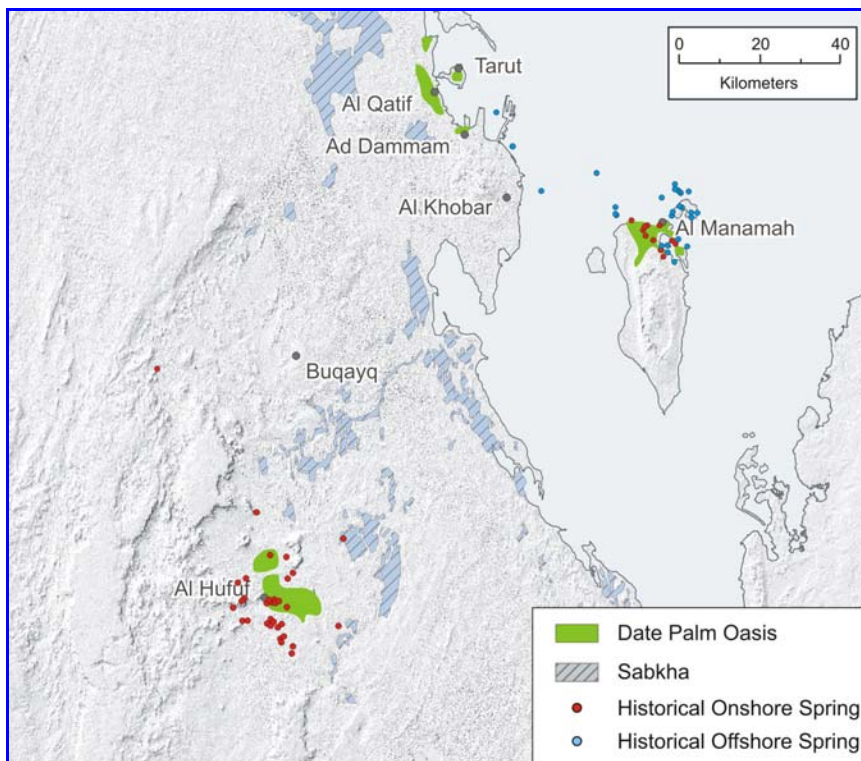 0 20 40
Kilometers
Tarut
Al Qatif
Ad Dammam
Al Khobar
Al Manamah
Buqayq
Al Hufuf
Date Palm Oasis
Sabkha
Historical Onshore Spring
Historical Offshore Spring